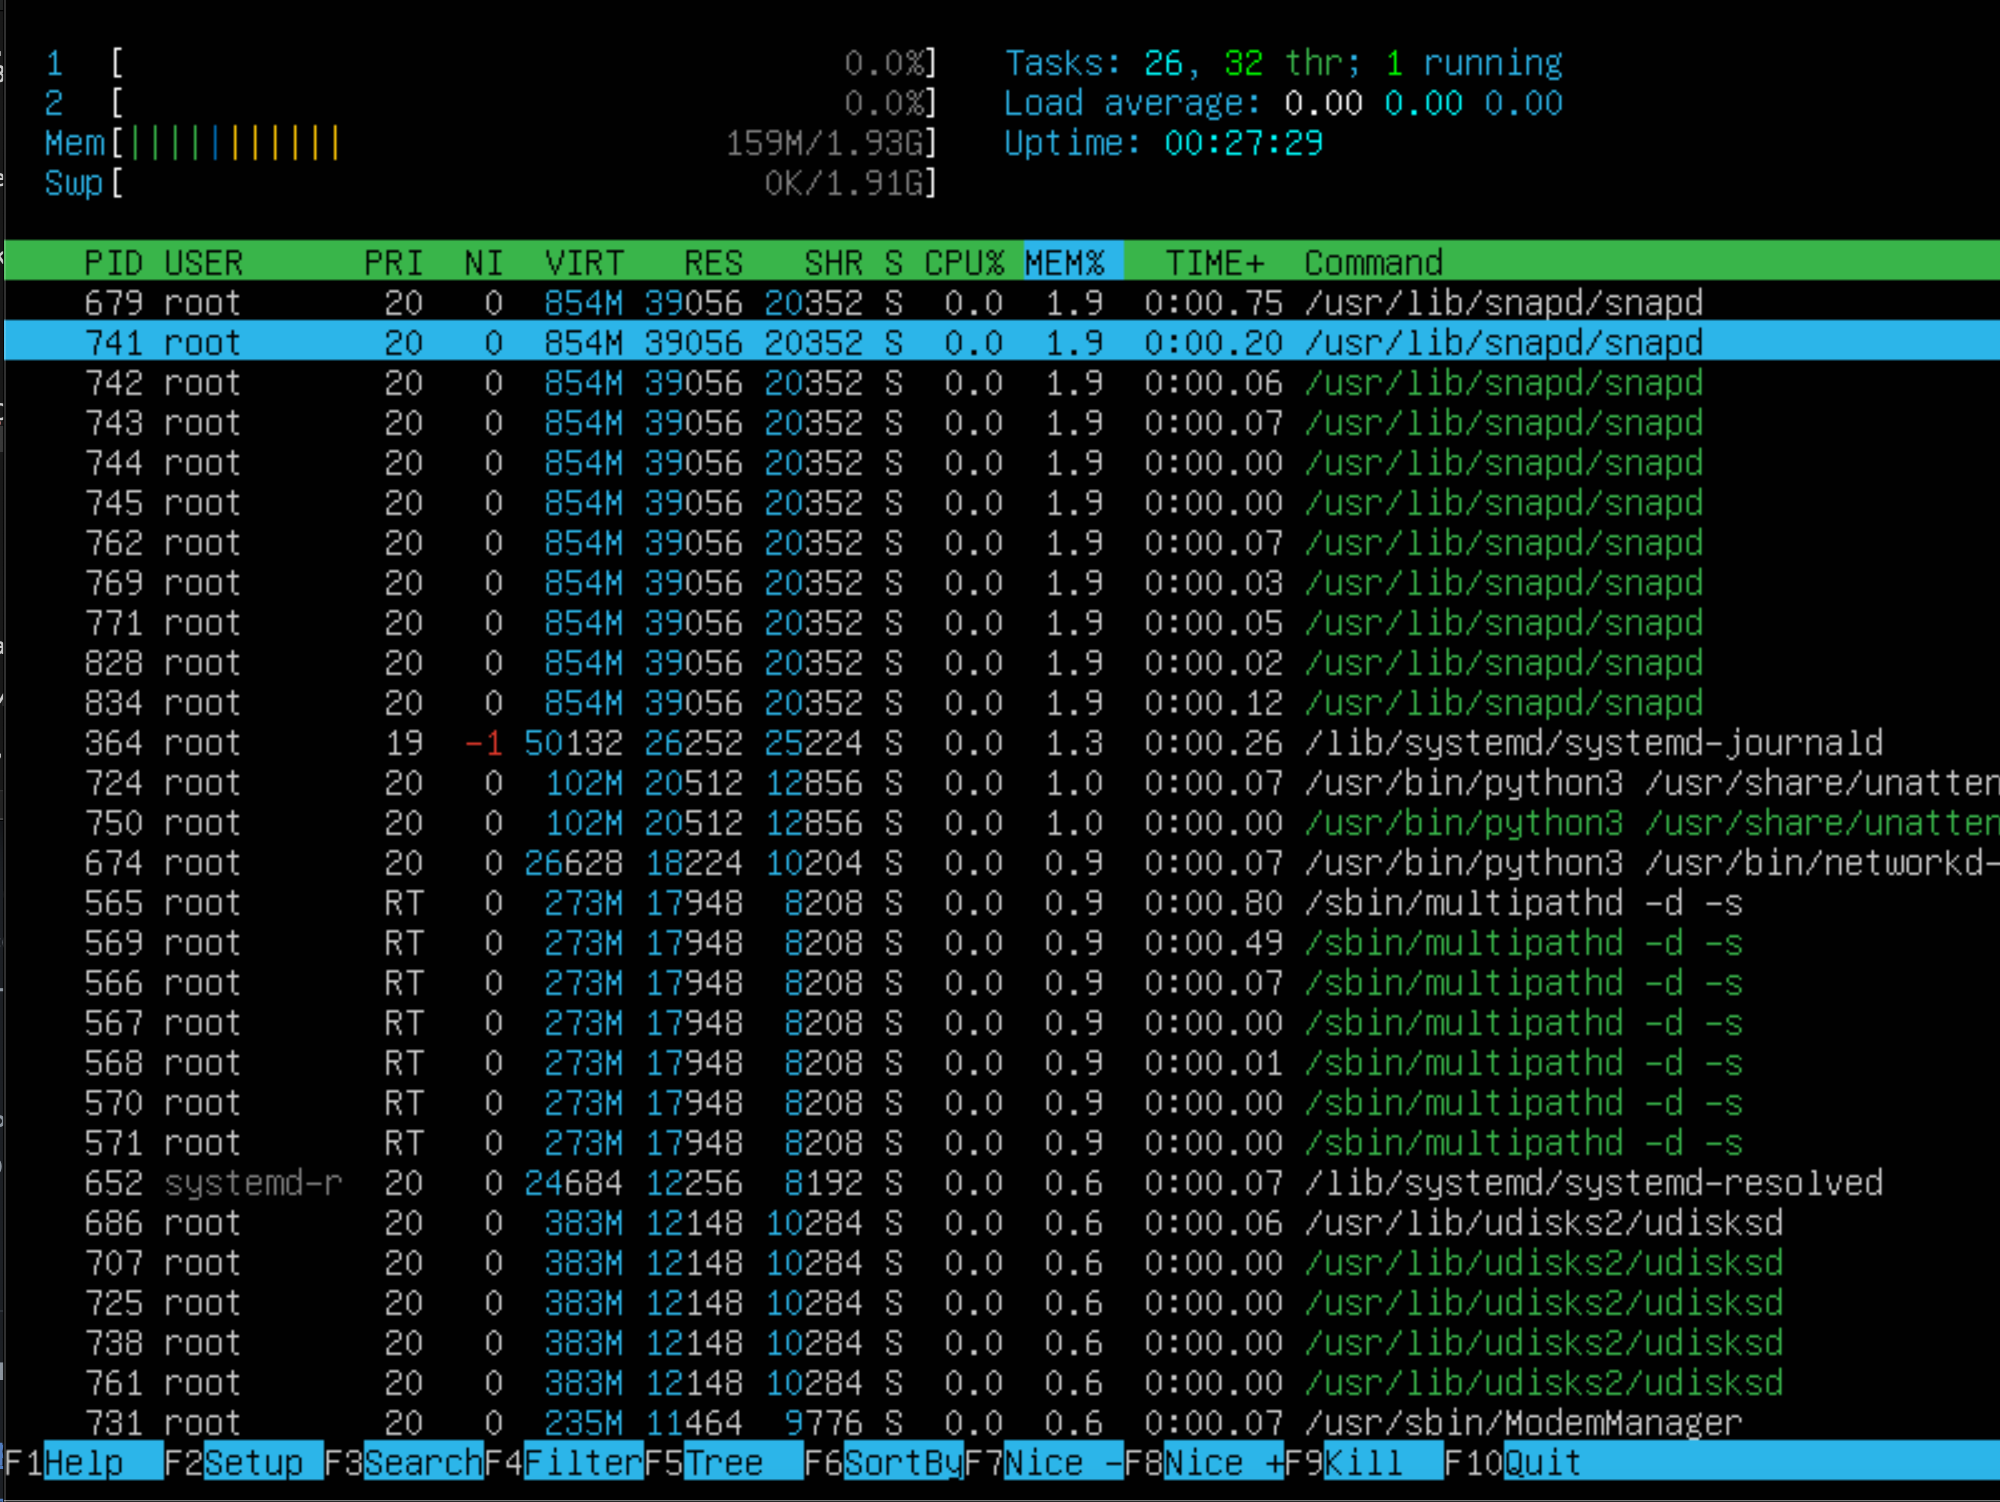 1 [ 0.0%] Tasks: 26, 32 thr; 1 running
2 [ 0.0%] Load average: 0.00 0.00 0.00
Mem[||||||||||| 159M/1.93G] Uptime: 00:27:29
Swp[ 0K/1.91G]
PID USER PRI NI VIRT RES SHR S CPU% MEM% TIME+ Command
679 root 20 0 854M 39056 20352 S 0.0 1.9 0:00.75 /usr/lib/snapd/snapd
741 root 20 0 854M 39056 20352 S 0.0 1.9 0:00.20 /usr/lib/snapd/snapd
742 root 20 0 854M 39056 20352 S 0.0 1.9 0:00.06 /usr/lib/snapd/snapd
743 root 20 0 854M 39056 20352 S 0.0 1.9 0:00.07 /usr/lib/snapd/snapd
744 root 20 0 854M 39056 20352 S 0.0 1.9 0:00.00 /usr/lib/snapd/snapd
745 root 20 0 854M 39056 20352 S 0.0 1.9 0:00.00 /usr/lib/snapd/snapd
762 root 20 0 854M 39056 20352 S 0.0 1.9 0:00.07 /usr/lib/snapd/snapd
769 root 20 0 854M 39056 20352 S 0.0 1.9 0:00.03 /usr/lib/snapd/snapd
771 root 20 0 854M 39056 20352 S 0.0 1.9 0:00.05 /usr/lib/snapd/snapd
828 root 20 0 854M 39056 20352 S 0.0 1.9 0:00.02 /usr/lib/snapd/snapd
834 root 20 0 854M 39056 20352 S 0.0 1.9 0:00.12 /usr/lib/snapd/snapd
364 root 19 -1 50132 26252 25224 S 0.0 1.3 0:00.26 /lib/systemd/systemd-journald
724 root 20 0 102M 20512 12856 S 0.0 1.0 0:00.07 /usr/bin/python3 /usr/share/unatten
750 root 20 0 102M 20512 12856 S 0.0 1.0 0:00.00 /usr/bin/python3 /usr/share/unatten
674 root 20 0 26628 18224 10204 S 0.0 0.9 0:00.07 /usr/bin/python3 /usr/bin/networkd-
565 root RT 0 273M 17948 8208 S 0.0 0.9 0:00.80 /sbin/multipathd -d -s
569 root RT 0 273M 17948 8208 S 0.0 0.9 0:00.49 /sbin/multipathd -d -s
566 root RT 0 273M 17948 8208 S 0.0 0.9 0:00.07 /sbin/multipathd -d -s
567 root RT 0 273M 17948 8208 S 0.0 0.9 0:00.00 /sbin/multipathd -d -s
568 root RT 0 273M 17948 8208 S 0.0 0.9 0:00.01 /sbin/multipathd -d -s
570 root RT 0 273M 17948 8208 S 0.0 0.9 0:00.00 /sbin/multipathd -d -s
571 root RT 0 273M 17948 8208 S 0.0 0.9 0:00.00 /sbin/multipathd -d -s
652 systemd-r 20 0 24684 12256 8192 S 0.0 0.6 0:00.07 /lib/systemd/systemd-resolved
686 root 20 0 383M 12148 10284 S 0.0 0.6 0:00.06 /usr/lib/udisks2/udisksd
707 root 20 0 383M 12148 10284 S 0.0 0.6 0:00.00 /usr/lib/udisks2/udisksd
725 root 20 0 383M 12148 10284 S 0.0 0.6 0:00.00 /usr/lib/udisks2/udisksd
738 root 20 0 383M 12148 10284 S 0.0 0.6 0:00.00 /usr/lib/udisks2/udisksd
761 root 20 0 383M 12148 10284 S 0.0 0.6 0:00.00 /usr/lib/udisks2/udisksd
731 root 20 0 235M 11464 9776 S 0.0 0.6 0:00.07 /usr/sbin/ModemManager
F1Help F2Setup F3SearchF4FilterF5Tree F6SortByF7Nice -F8Nice +F9Kill F10Quit